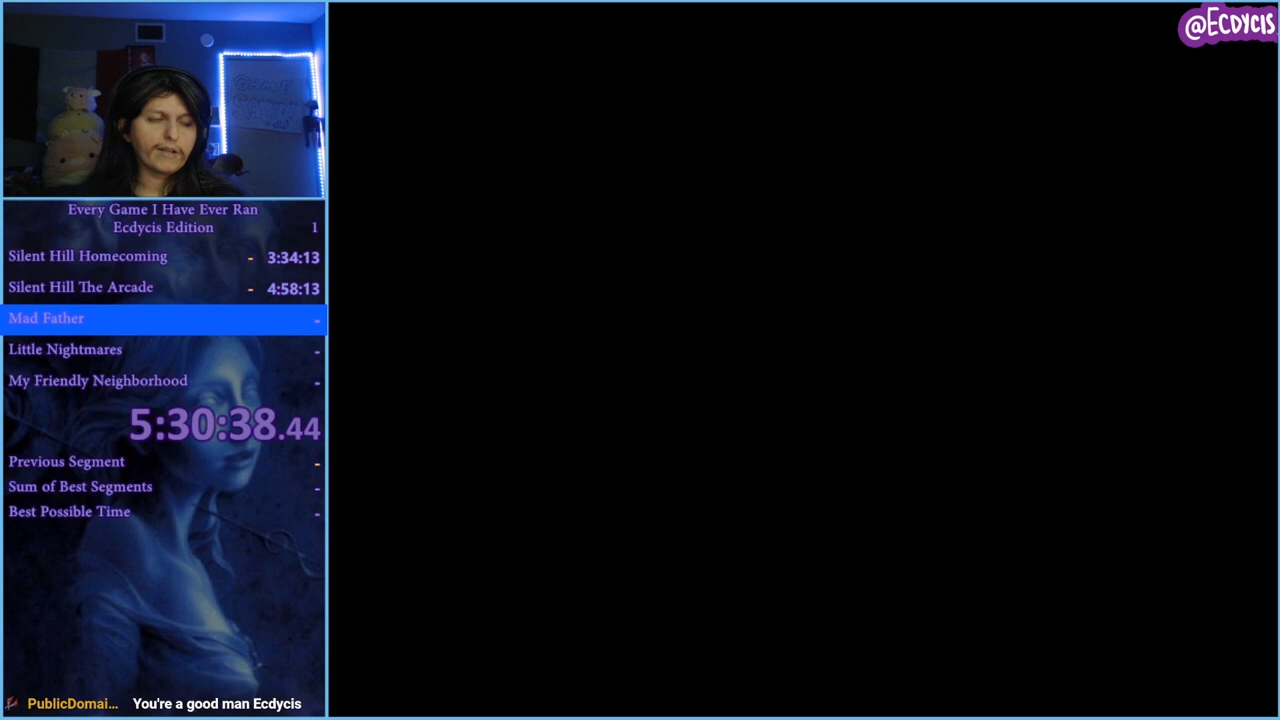 @ECDYCIS
GAME
Every Game I Have Ever Ran
Ecdycis Edition 1
Silent Hill Homecoming - 3:34:13
Silent Hill The Arcade - 4:58:13
Mad Father -
Little Nightmares -
My Friendly Neighborhood -
5:30:38.44
Previous Segment -
Sum of Best Segments -
Best Possible Time -
PublicDomai... You're a good man Ecdycis